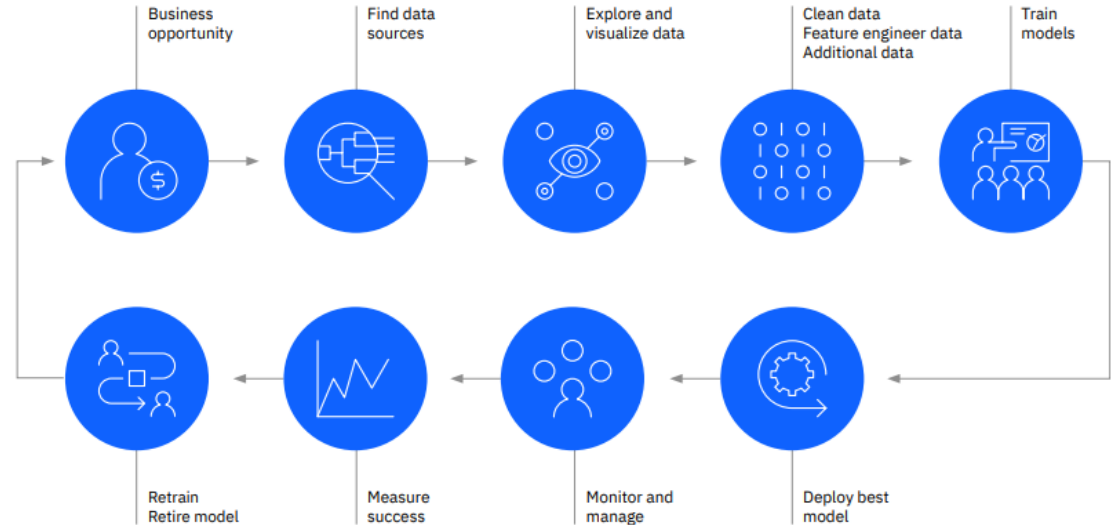 Business
opportunity
Find data
sources
Explore and
visualize data
Clean data
Feature engineer data
Additional data
Train
models
$
Retrain
Retire model
Measure
success
Monitor and
manage
Deploy best
model